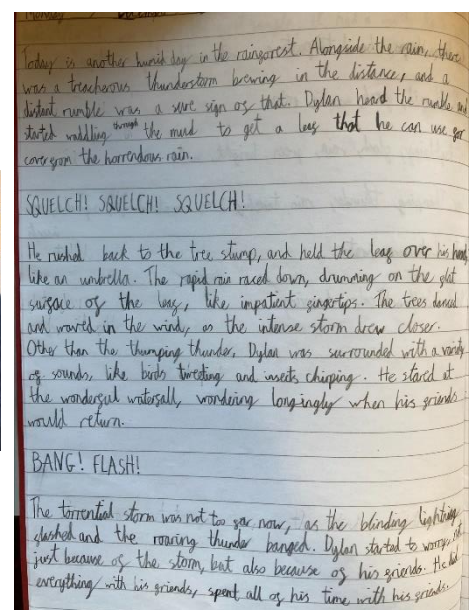 Monday / December
Today is another humid day in the rainforest. Alongside the rain, there
was a treacherous thunderstorm brewing in the distance, and a
distant rumble was a sure sign of that. Dylan heard the rumble and
started waddling through the mud to get a leaf that he can use for
cover from the horrendous rain.
SQUELCH! SQUELCH! SQUELCH!
He rushed back to the tree stump, and held the leaf over his head,
like an umbrella. The rapid rain raced down, drumming on the flat
surface of the leaf, like impatient fingertips. The trees danced
and waved in the wind, as the intense storm drew closer.
Other than the thumping thunder, Dylan was surrounded with a variety
of sounds, like birds tweeting and insects chirping. He stared at
the wonderful waterfall, wondering longingly when his friends
would return.
BANG! FLASH!
The torrential storm was not too far now, as the blinding lightning
flashed and the roaring thunder banged. Dylan started to worry, not
just because of the storm, but also because of his friends. He did
everything with his friends, spent all of his time with his friends.